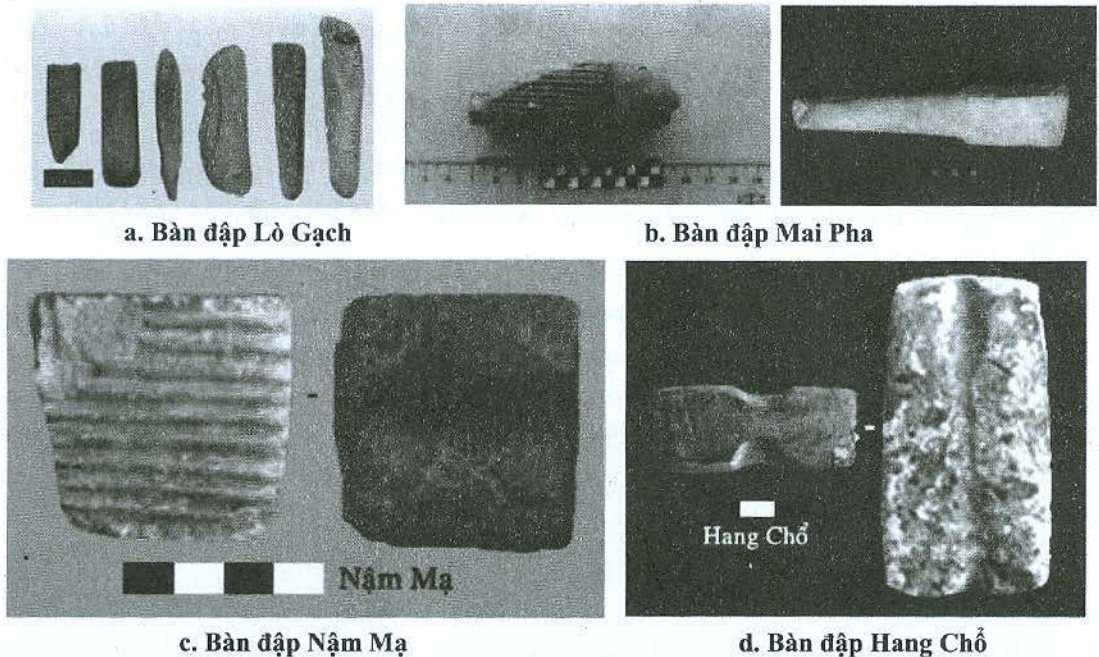 a. Bàn đập Lò Gạch
b. Bàn đập Mai Pha
Nậm Mạ
Hang Chổ
c. Bàn đập Nậm Mạ
d. Bàn đập Hang Chổ